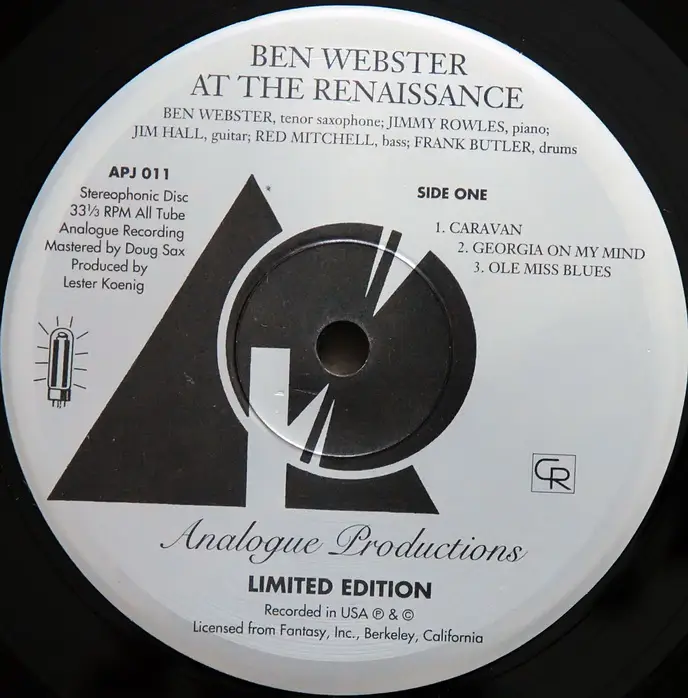 BEN WEBSTER
AT THE RENAISSANCE
BEN WEBSTER, tenor saxophone; JIMMY ROWLES, piano;
JIM HALL, guitar; RED MITCHELL, bass; FRANK BUTLER, drums
APJ 011
Stereophonic Disc
33⅓ RPM All Tube
Analogue Recording
Mastered by Doug Sax
Produced by
Lester Koenig
SIDE ONE
1. CARAVAN
2. GEORGIA ON MY MIND
3. OLE MISS BLUES
CR
Analogue Productions
LIMITED EDITION
Recorded in USA ℗ & ©
Licensed from Fantasy, Inc., Berkeley, California